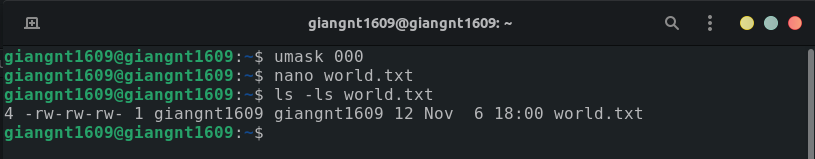 giangnt1609@giangnt1609: ~
giangnt1609@giangnt1609:~$ umask 000
giangnt1609@giangnt1609:~$ nano world.txt
giangnt1609@giangnt1609:~$ ls -ls world.txt
4 -rw-rw-rw- 1 giangnt1609 giangnt1609 12 Nov  6 18:00 world.txt
giangnt1609@giangnt1609:~$